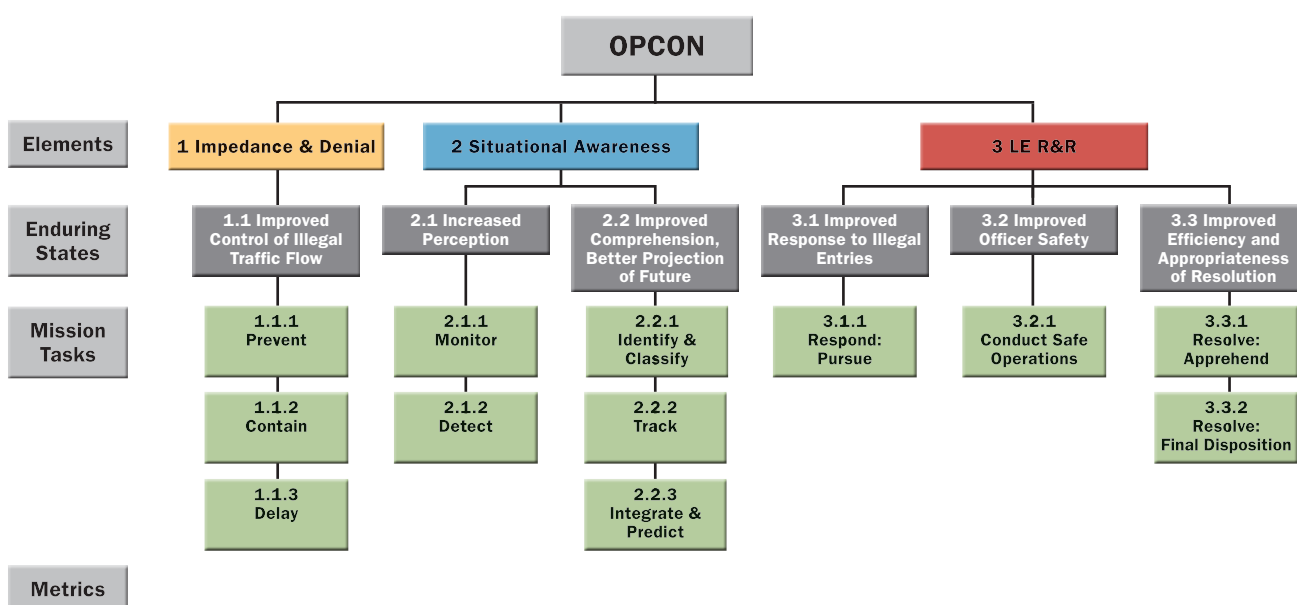 OPCON
Elements
1 Impedance & Denial
2 Situational Awareness
3 LE R&R
Enduring
States
1.1 Improved
Control of Illegal
Traffic Flow
2.1 Increased
Perception
2.2 Improved
Comprehension,
Better Projection
of Future
3.1 Improved
Response to Illegal
Entries
3.2 Improved
Officer Safety
3.3 Improved
Efficiency and
Appropriateness
of Resolution
Mission
Tasks
1.1.1
Prevent
2.1.1
Monitor
2.2.1
Identify &
Classify
3.1.1
Respond:
Pursue
3.2.1
Conduct Safe
Operations
3.3.1
Resolve:
Apprehend
1.1.2
Contain
2.1.2
Detect
2.2.2
Track
3.3.2
Resolve:
Final Disposition
1.1.3
Delay
2.2.3
Integrate &
Predict
Metrics